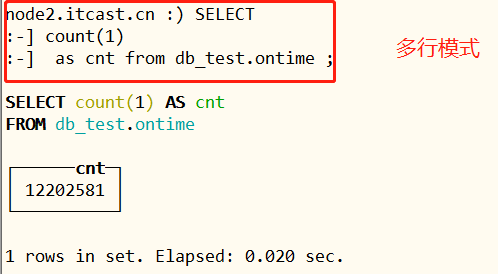 node2.itcast.cn :) SELECT
:-] count(1)
:-]  as cnt from db_test.ontime ;
多行模式
SELECT count(1) AS cnt
FROM db_test.ontime
cnt
12202581
1 rows in set. Elapsed: 0.020 sec.